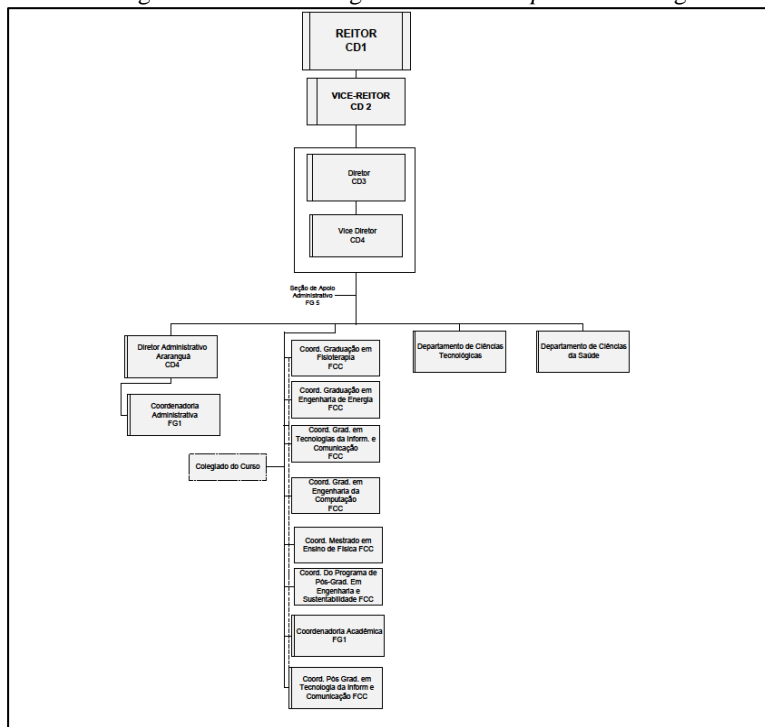 REITOR
CD1
VICE-REITOR
CD 2
Diretor
CD3
Vice Diretor
CD4
Seção de Apoio
Administrativo
FG 5
Diretor Administrativo
Araranguá
CD4
Coordenadoria
Administrativa
FG1
Colegiado do Curso
Coord. Graduação em
Fisioterapia
FCC
Coord. Graduação em
Engenharia de Energia
FCC
Coord. Grad. em
Tecnologias da Inform. e
Comunicação
FCC
Coord. Grad. em
Engenharia da
Computação
FCC
Coord. Mestrado em
Ensino de Física FCC
Coord. Do Programa de
Pós-Grad. Em
Engenharia e
Sustentabilidade FCC
Coordenadoria Acadêmica
FG1
Coord. Pós Grad. em
Tecnologia da Inform e
Comunicação FCC
Departamento de Ciências
Tecnológicas
Departamento de Ciências
da Saúde